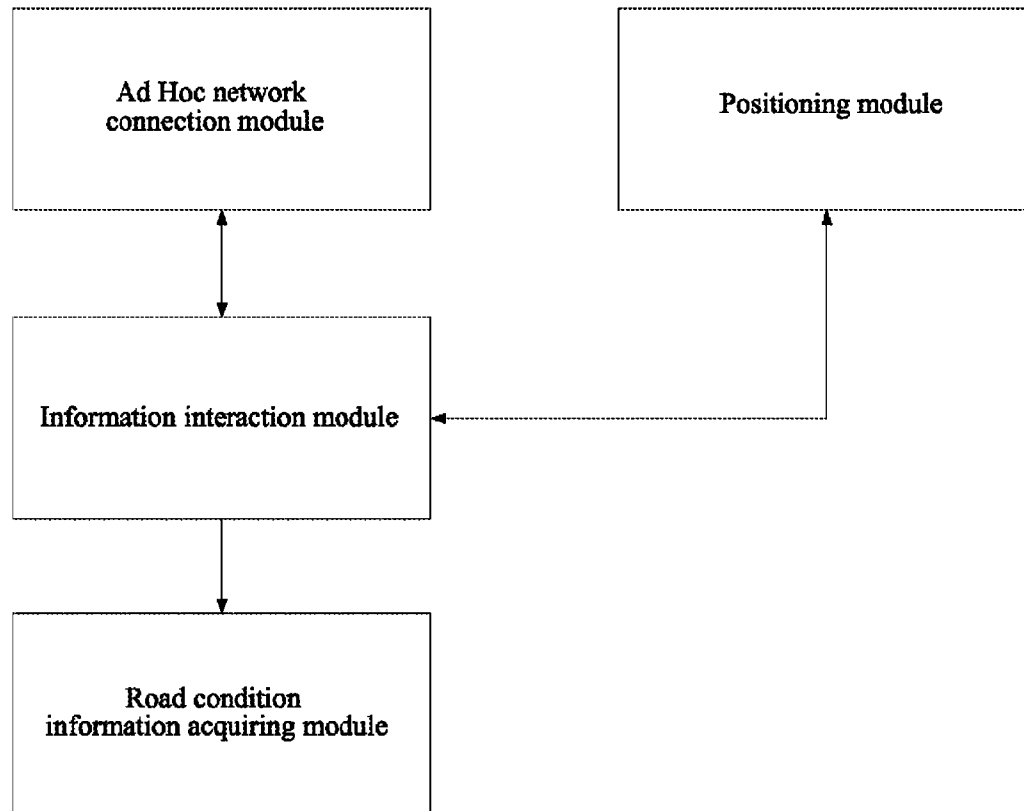 Ad Hoc network
connection module
Positioning module
Information interaction module
Road condition
information acquiring module